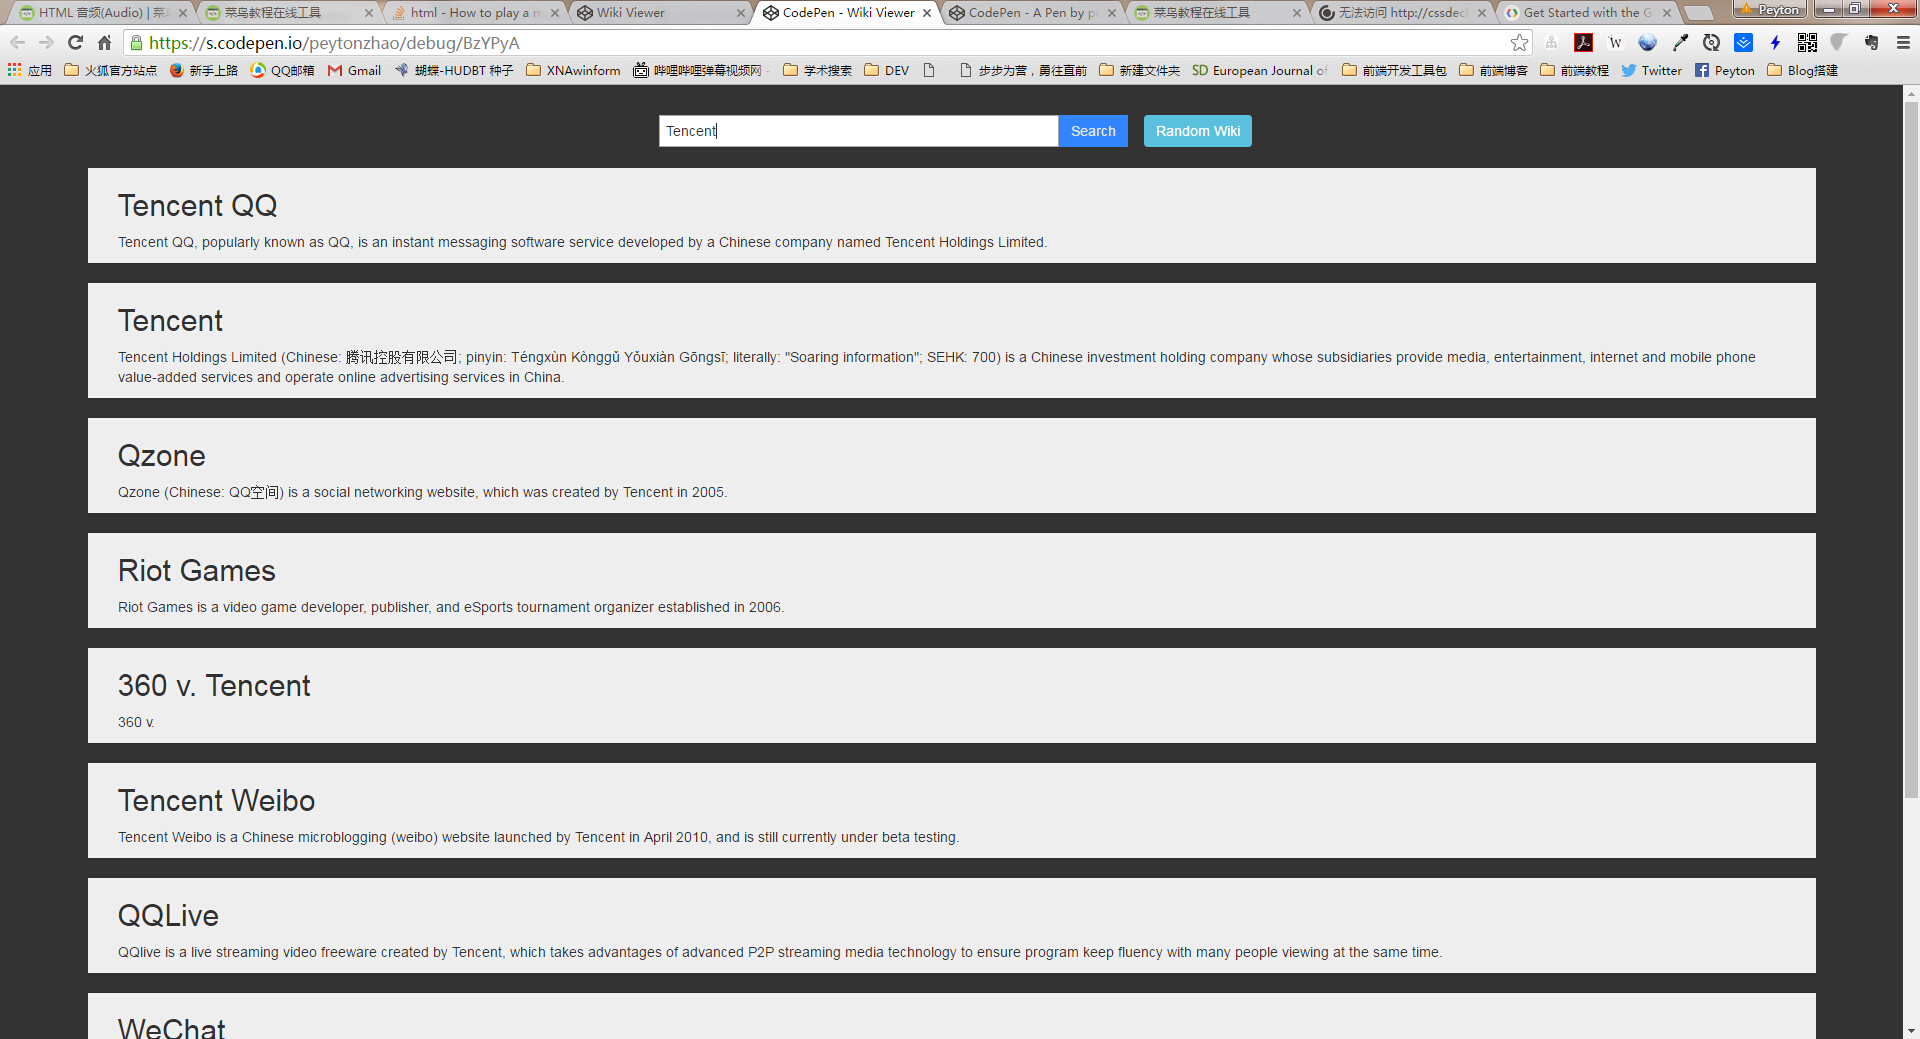 HTML 音频(Audio) | 菜
菜鸟教程在线工具
html - How to play a m
Wiki Viewer
CodePen - Wiki Viewer
CodePen - A Pen by p
菜鸟教程在线工具
无法访问 http://cssdec
Get Started with the G
Peyton
https://s.codepen.io/peytonzhao/debug/BzYPyA
应用
火狐官方站点
新手上路
QQ邮箱
Gmail
蝴蝶-HUDBT 种子
XNAwinform
哔哩哔哩弹幕视频网 -
学术搜索
DEV
步步为营，勇往直前
新建文件夹
SD European Journal of
前端开发工具包
前端博客
前端教程
Twitter
Peyton
Blog搭建
Tencent
Search
Random Wiki
Tencent QQ
Tencent QQ, popularly known as QQ, is an instant messaging software service developed by a Chinese company named Tencent Holdings Limited.
Tencent
Tencent Holdings Limited (Chinese: 腾讯控股有限公司; pinyin: Téngxùn Kònggǔ Yǒuxiàn Gōngsī; literally: "Soaring information"; SEHK: 700) is a Chinese investment holding company whose subsidiaries provide media, entertainment, internet and mobile phone
value-added services and operate online advertising services in China.
Qzone
Qzone (Chinese: QQ空间) is a social networking website, which was created by Tencent in 2005.
Riot Games
Riot Games is a video game developer, publisher, and eSports tournament organizer established in 2006.
360 v. Tencent
360 v.
Tencent Weibo
Tencent Weibo is a Chinese microblogging (weibo) website launched by Tencent in April 2010, and is still currently under beta testing.
QQLive
QQlive is a live streaming video freeware created by Tencent, which takes advantages of advanced P2P streaming media technology to ensure program keep fluency with many people viewing at the same time.
WeChat